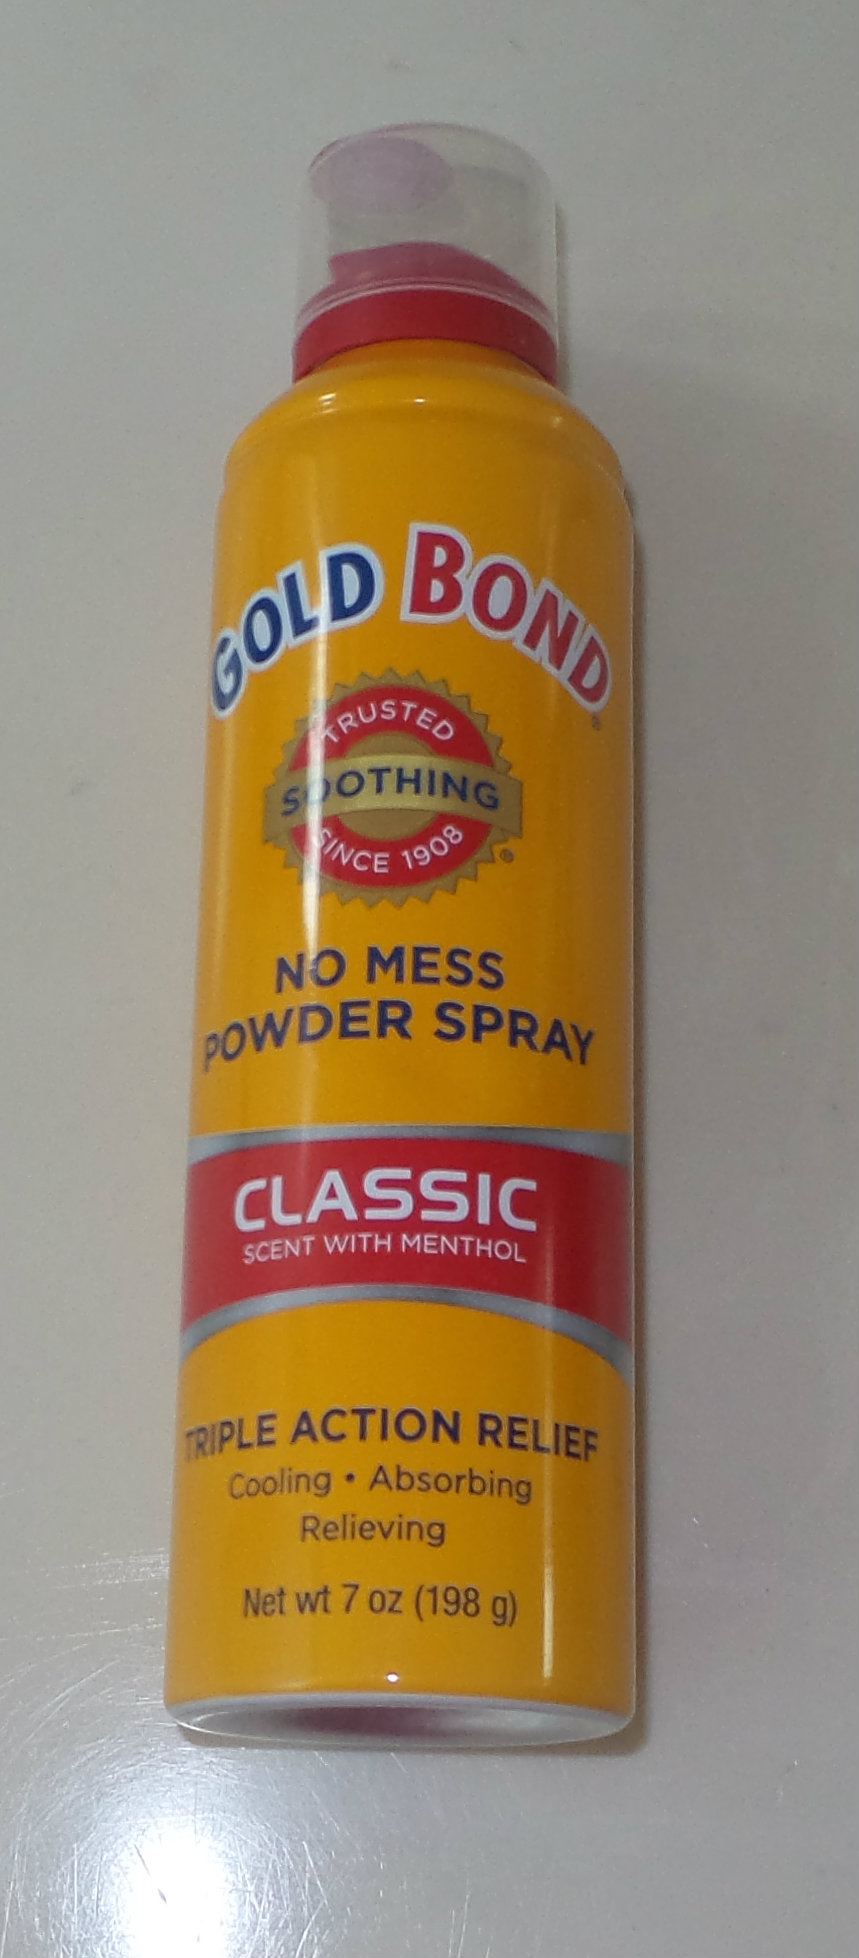 GOLD BOND®
TRUSTED
SOOTHING
SINCE 1908®
NO MESS
POWDER SPRAY
CLASSIC
SCENT WITH MENTHOL
TRIPLE ACTION RELIEF
Cooling • Absorbing
Relieving
Net wt 7 oz (198 g)